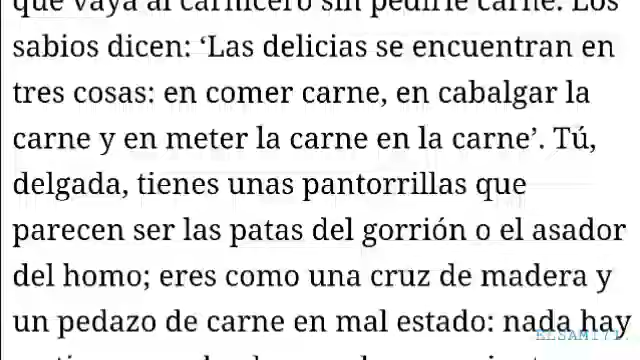 que vaya al carnicero sin pedirle carne. Los
sabios dicen: ‘Las delicias se encuentran en
tres cosas: en comer carne, en cabalgar la
carne y en meter la carne en la carne’. Tú,
delgada, tienes unas pantorrillas que
parecen ser las patas del gorrión o el asador
del homo; eres como una cruz de madera y
un pedazo de carne en mal estado: nada hay
ELSAM171.